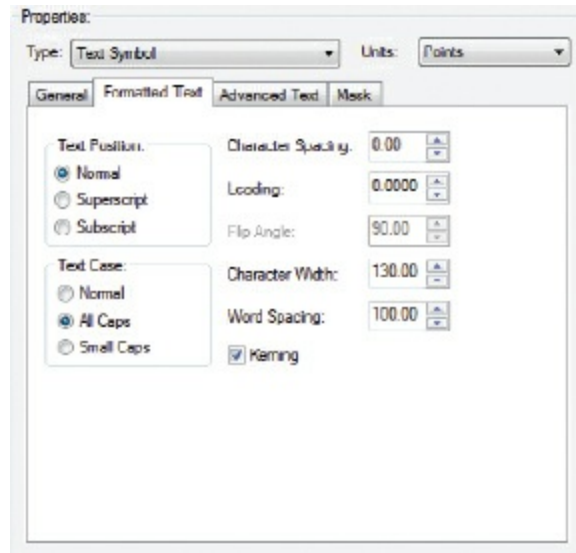 Properties:
Type: Text Symbol Units: Points
General Formatted Text Advanced Text Mask
Text Position:
Normal
Superscript
Subscript
Character Spacing: 0.00
Leading: 0.0000
Flip Angle: 90.00
Text Case:
Normal
All Caps
Small Caps
Character Width: 130.00
Word Spacing: 100.00
Kerning